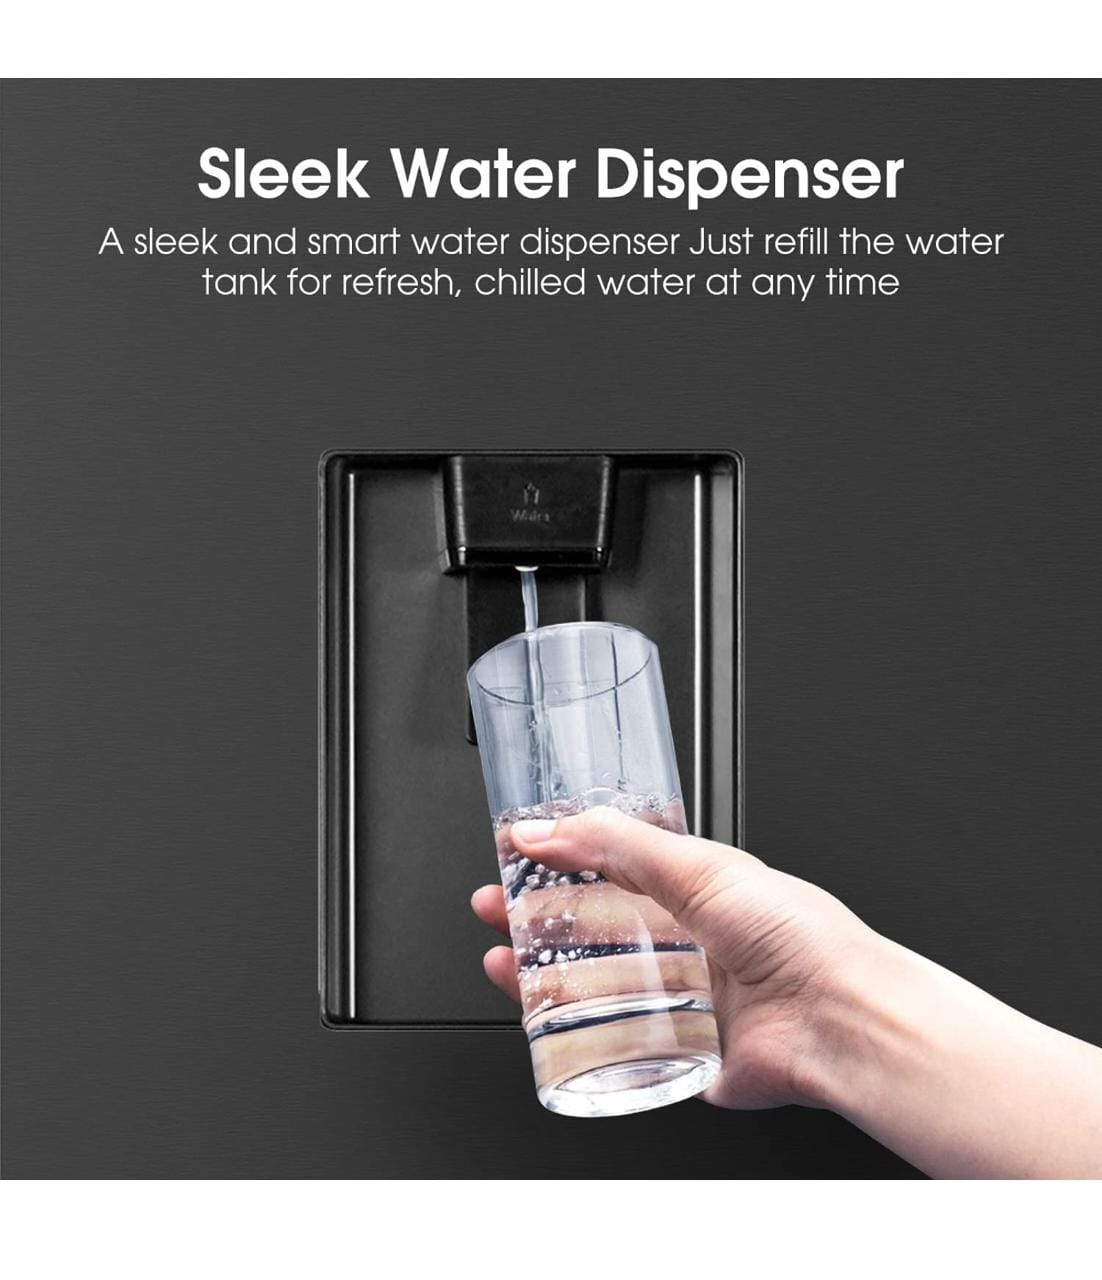 Sleek Water Dispenser
A sleek and smart water dispenser Just refill the water
tank for refresh, chilled water at any time
Water